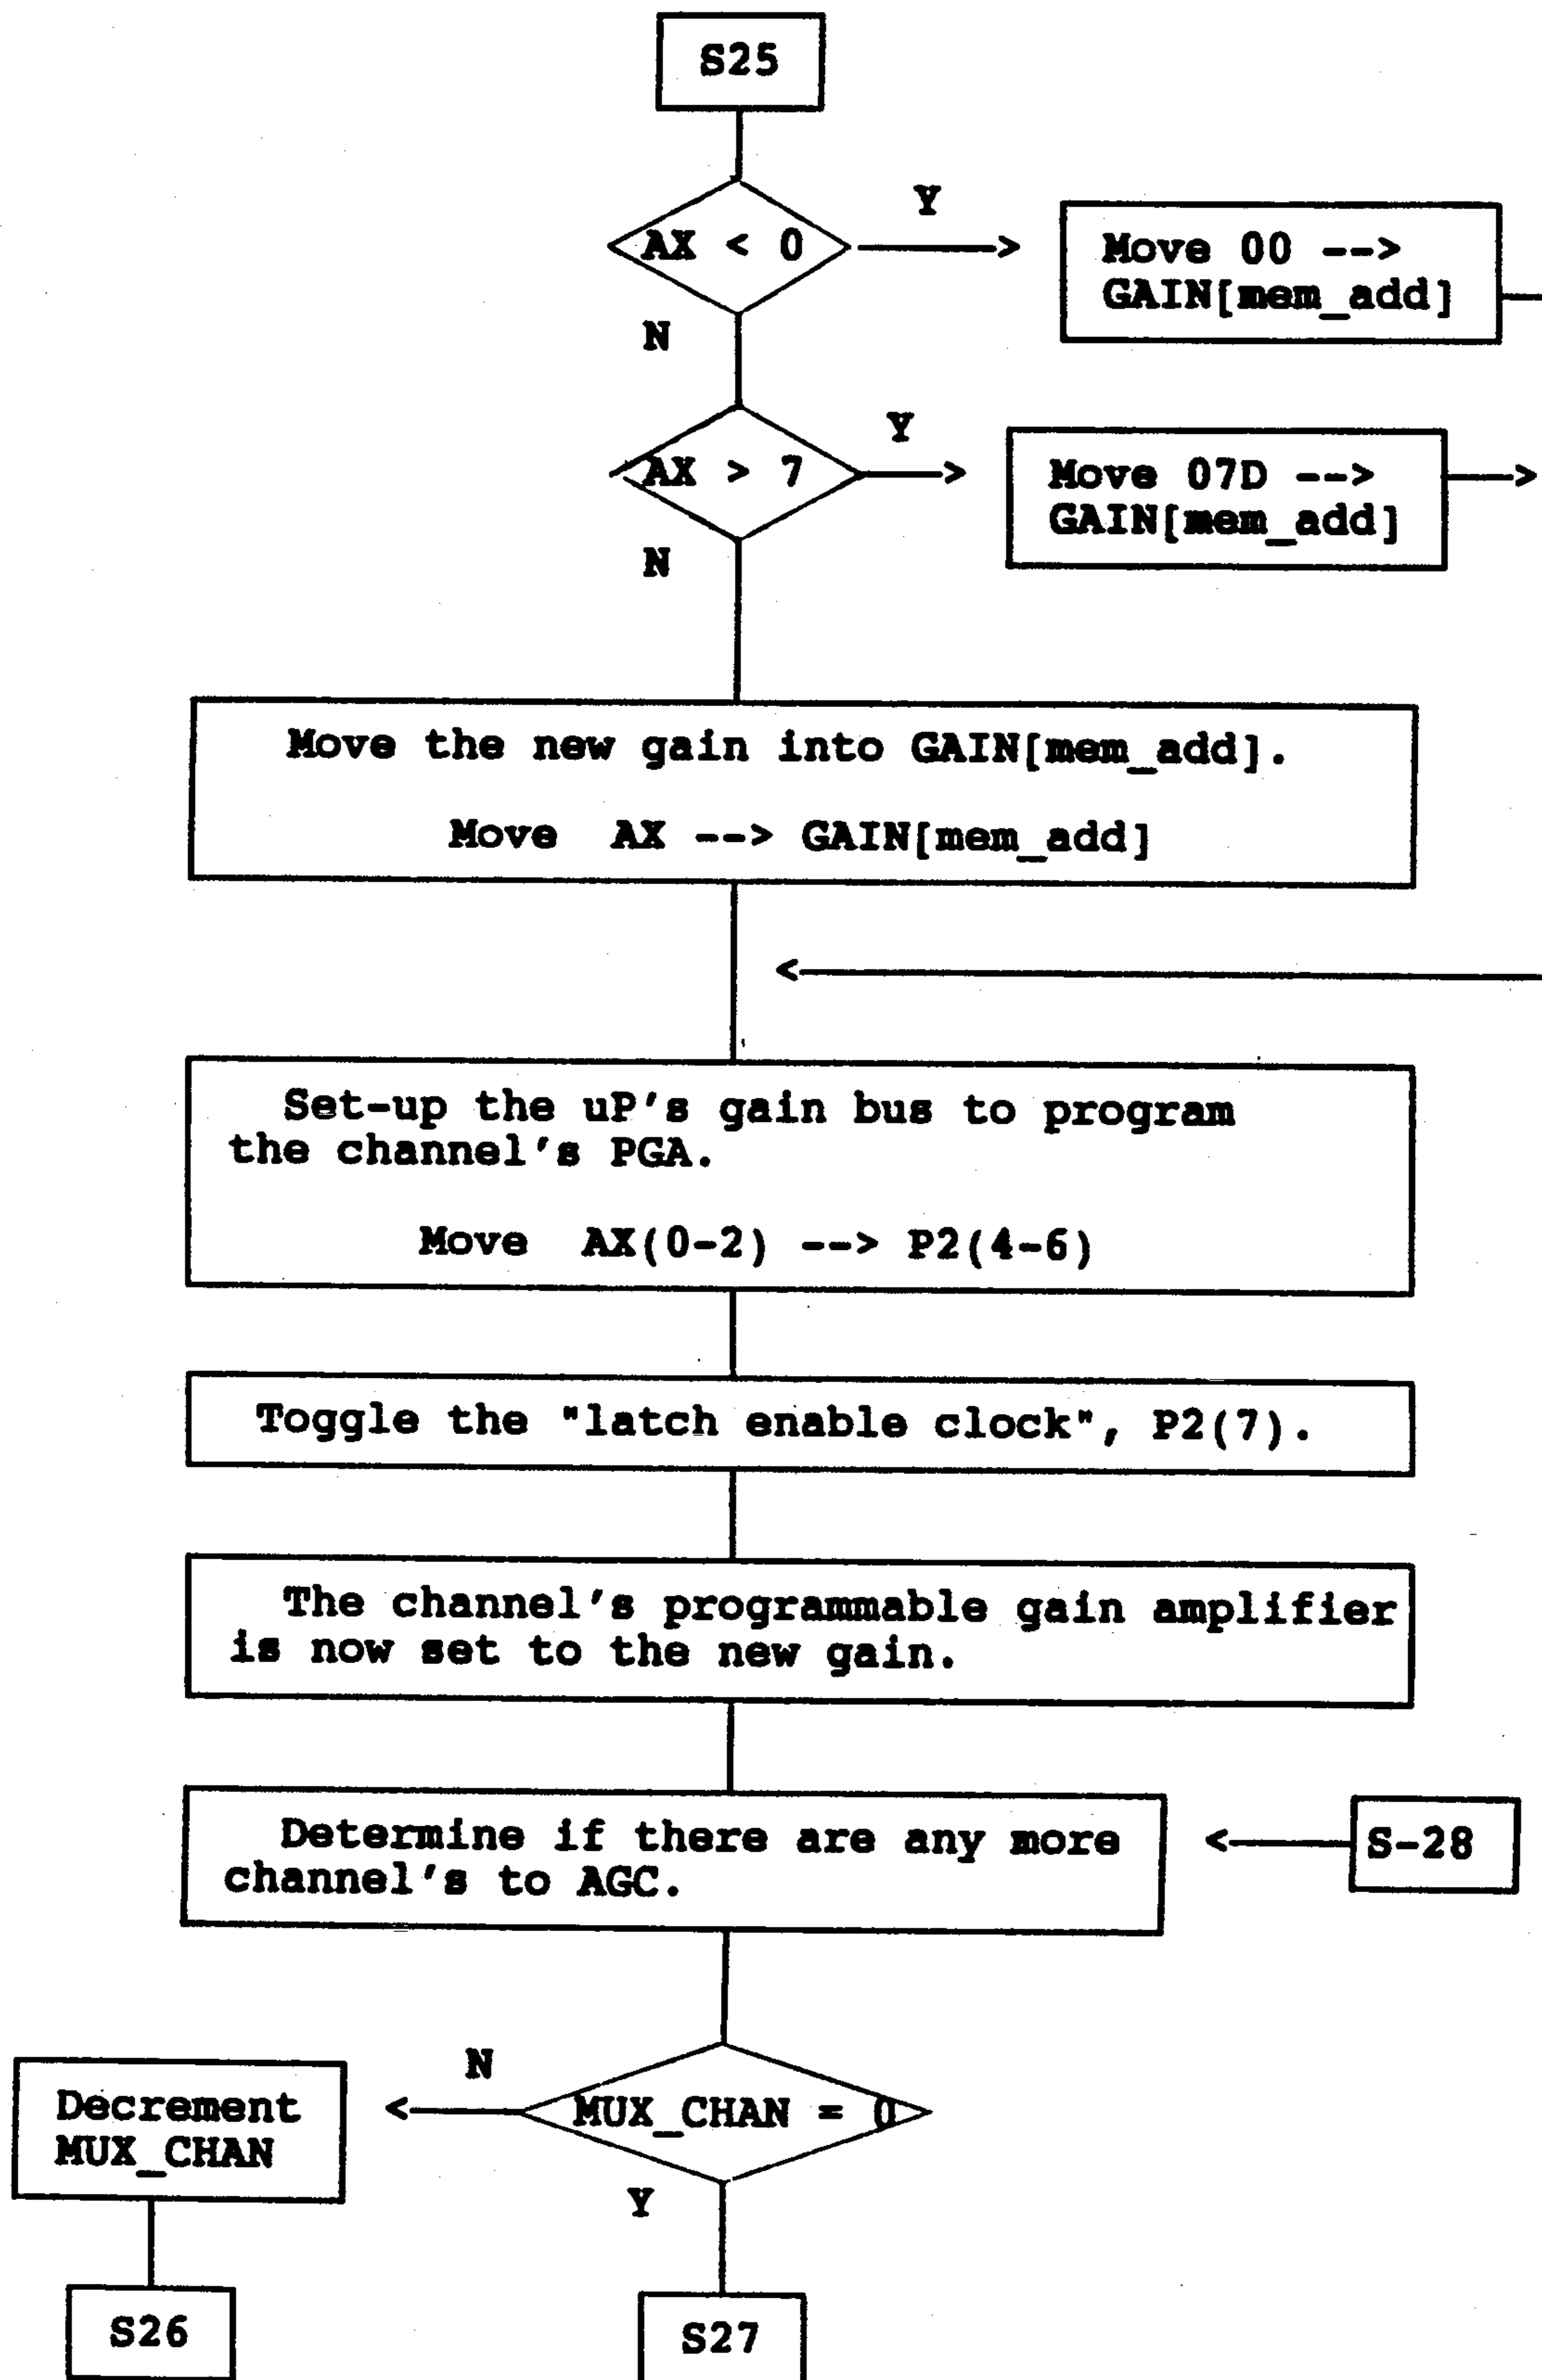 S25
AX < 0
Y
Move 00 -->
GAIN[mem_add]
N
AX > 7
Y
Move 07D -->
GAIN[mem_add]
N
Move the new gain into GAIN[mem_add].
Move AX --> GAIN[mem_add]
Set-up the uP's gain bus to program
the channel's PGA.
Move AX(0-2) --> P2(4-6)
Toggle the "latch enable clock", P2(7).
The channel's programmable gain amplifier
is now set to the new gain.
Determine if there are any more
channel's to AGC.
S-28
MUX_CHAN = 0
N
Decrement
MUX_CHAN
Y
S26
S27